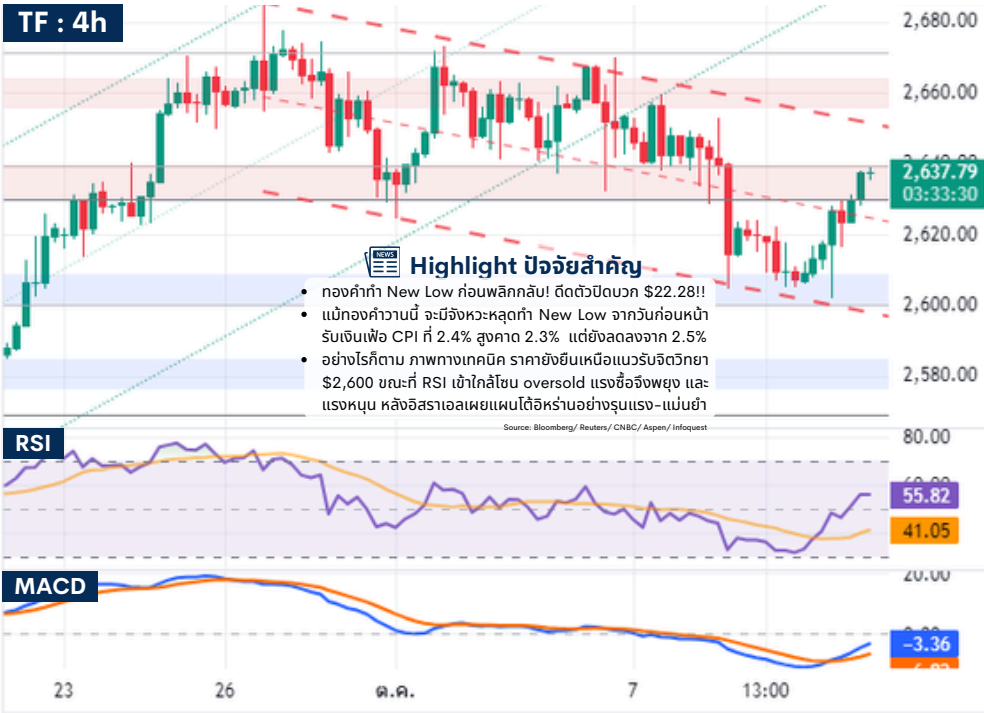 TF : 4h
2,680.00
2,660.00
2,637.79
03:33:30
2,620.00
2,600.00
2,580.00
NEWS
Highlight ปัจจัยสำคัญ
• ทองคำทำ New Low ก่อนพลิกกลับ! ดีดตัวปิดบวก $22.28!!
• แม้ทองคำวานนี้ จะมีจังหวะหลุดทำ New Low จากวันก่อนหน้า
รับเงินเฟ้อ CPI ที่ 2.4% สูงคาด 2.3% แต่ยังลดลงจาก 2.5%
• อย่างไรก็ตาม ภาพทางเทคนิค ราคายังยืนเหนือแนวรับจิตวิทยา
$2,600 ขณะที่ RSI เข้าใกล้โซน oversold แรงซื้อจึงพยุง และ
แรงหนุน หลังอิสราเอลเผยแผนโต้อิหร่านอย่างรุนแรง-แม่นยำ
Source: Bloomberg/ Reuters/ CNBC/ Aspen/ Infoquest
RSI
80.00
55.82
41.05
MACD
20.00
-3.36
23
26
ต.ค.
7
13:00